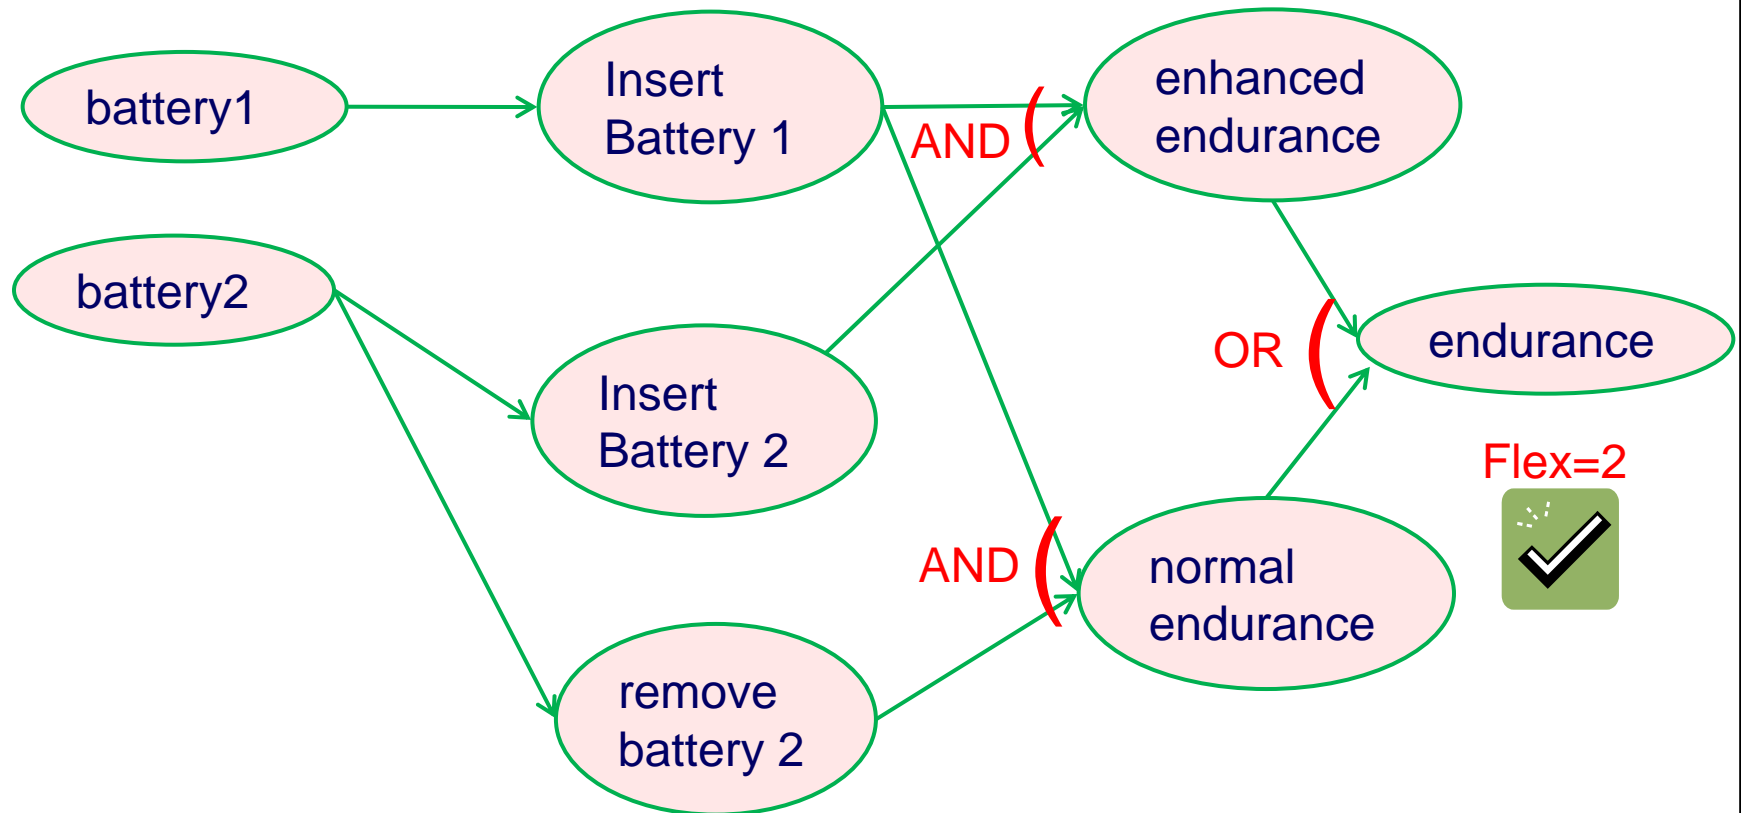 battery1
Insert
Battery 1
AND
enhanced
endurance
battery2
Insert
Battery 2
OR
endurance
Flex=2
AND
normal
endurance
remove
battery 2